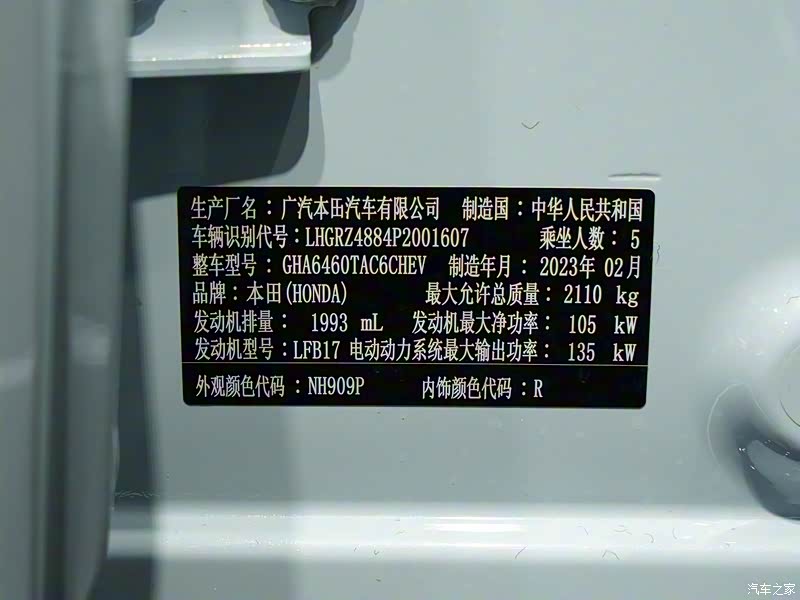 生产厂名：广汽本田汽车有限公司 制造国：中华人民共和国
车辆识别代号：LHGRZ4884P2001607 乘坐人数：5
整车型号：GHA6460TAC6CHEV 制造年月：2023年02月
品牌：本田(HONDA) 最大允许总质量：2110 kg
发动机排量： 1993 mL 发动机最大净功率：105 kW
发动机型号：LFB17 电动动力系统最大输出功率：135 kW
外观颜色代码：NH909P 内饰颜色代码：R
汽车之家